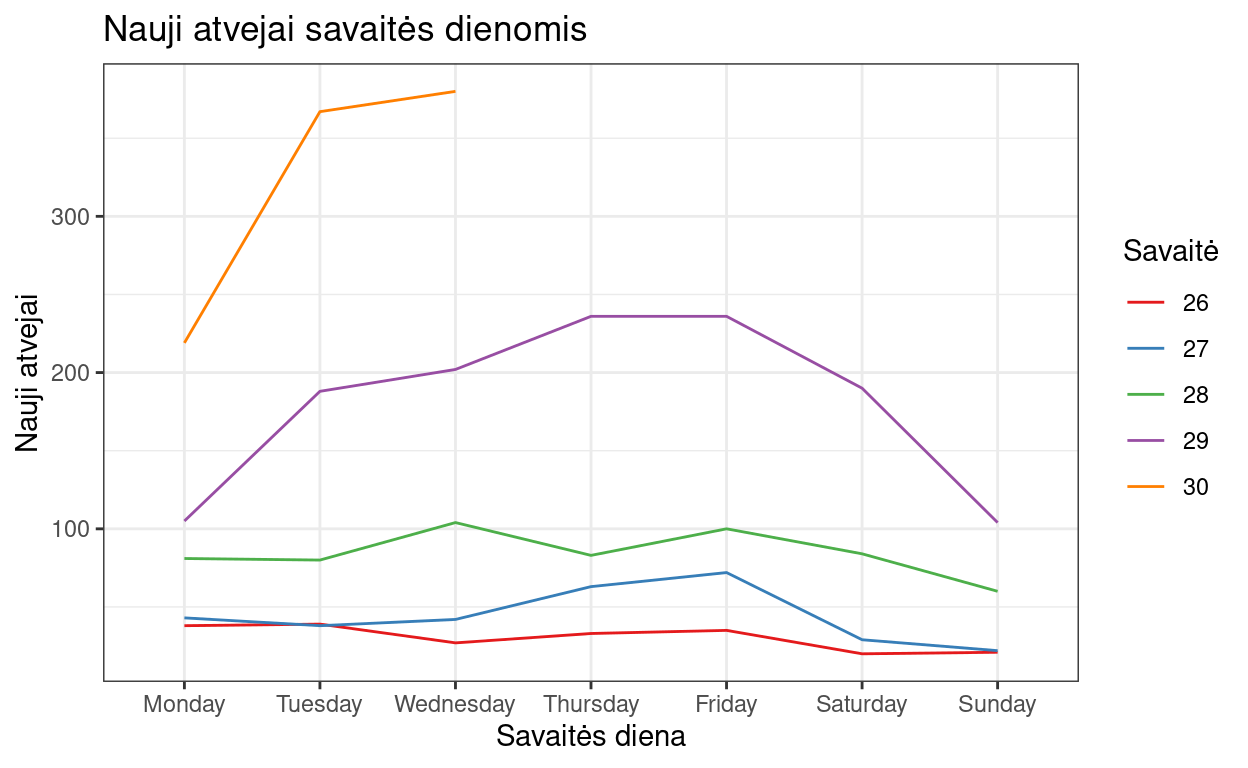 Nauji atvejai savaitės dienomis
Nauji atvejai
300
200
100
Monday Tuesday Wednesday Thursday Friday Saturday Sunday
Savaitės diena
Savaitė
26
27
28
29
30